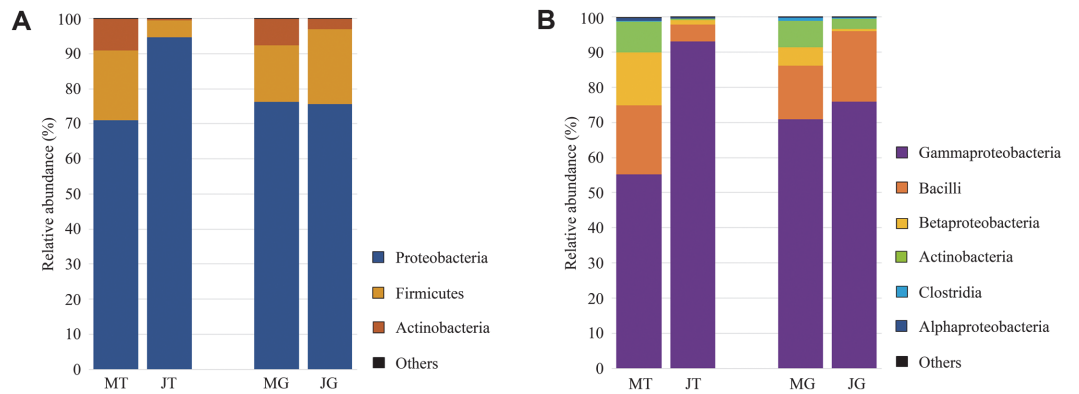 A
Relative abundance (%)
100
90
80
70
60
50
40
30
20
10
0
MT JT MG JG
Proteobacteria
Firmicutes
Actinobacteria
Others
B
Relative abundance (%)
100
90
80
70
60
50
40
30
20
10
0
MT JT MG JG
Gammaproteobacteria
Bacilli
Betaproteobacteria
Actinobacteria
Clostridia
Alphaproteobacteria
Others